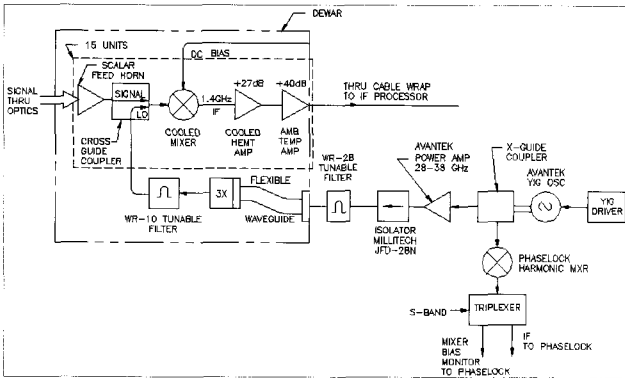 DEWAR
15 UNITS
SCALAR
FEED HORN
DC BIAS
SIGNAL
THRU
OPTICS
SIGNAL
LO
CROSS-
GUIDE
COUPLER
COOLED
MIXER
1.4GHz
IF
+27dB
COOLED
HEMT
AMP
+40dB
AMB
TEMP
AMP
THRU CABLE WRAP
TO IF PROCESSOR
WR-10 TUNABLE
FILTER
3X
FLEXIBLE
WAVEGUIDE
WR-28
TUNABLE
FILTER
ISOLATOR
MILLITECH
JFD-28N
AVANTEK
POWER AMP
28-38 GHz
X-GUIDE
COUPLER
AVANTEK
YIG OSC
YIG
DRIVER
PHASELOCK
HARMONIC MXR
S-BAND
TRIPLEXER
MIXER
BIAS
MONITOR
TO PHASELOCK
IF
TO PHASELOCK